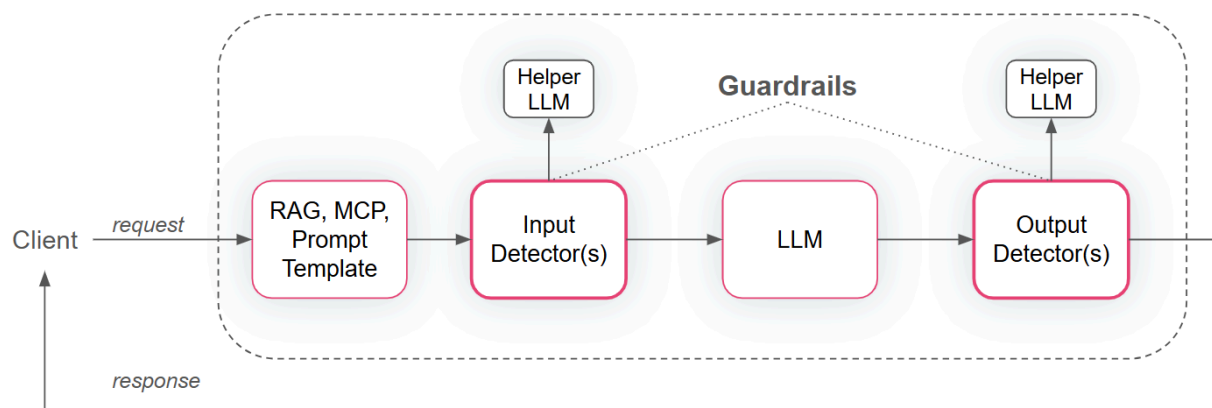 Helper
LLM
Guardrails
Helper
LLM
Client
request
RAG, MCP,
Prompt
Template
Input
Detector(s)
LLM
Output
Detector(s)
response